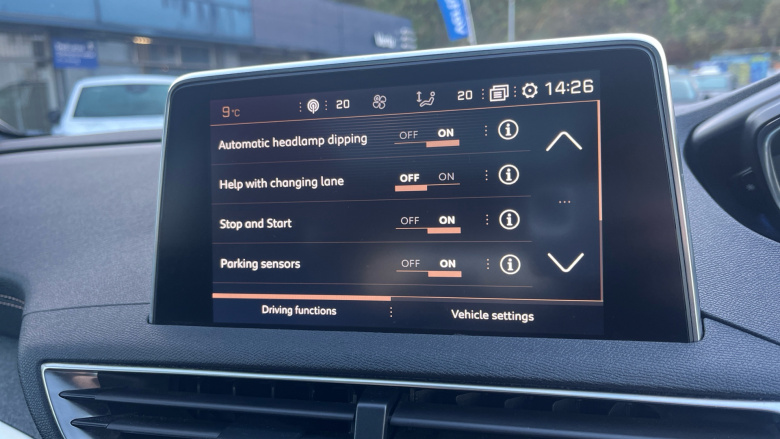 9°C 20 20 14:26
Automatic headlamp dipping OFF ON
Help with changing lane OFF ON
Stop and Start OFF ON
Parking sensors OFF ON
Driving functions Vehicle settings